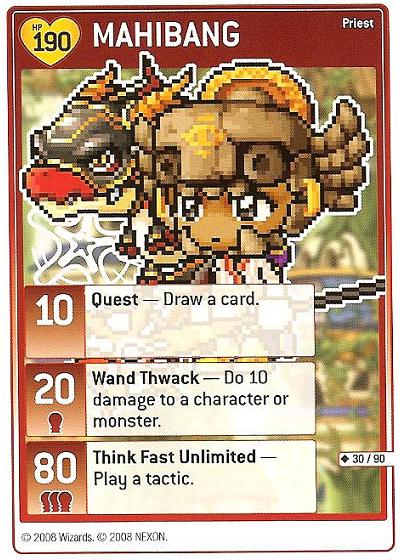 HP
190
MAHIBANG
Priest
10
Quest — Draw a card.
20
Wand Thwack — Do 10
damage to a character or
monster.
80
Think Fast Unlimited —
Play a tactic.
◆ 30 / 90
© 2008 Wizards. © 2008 NEXON.